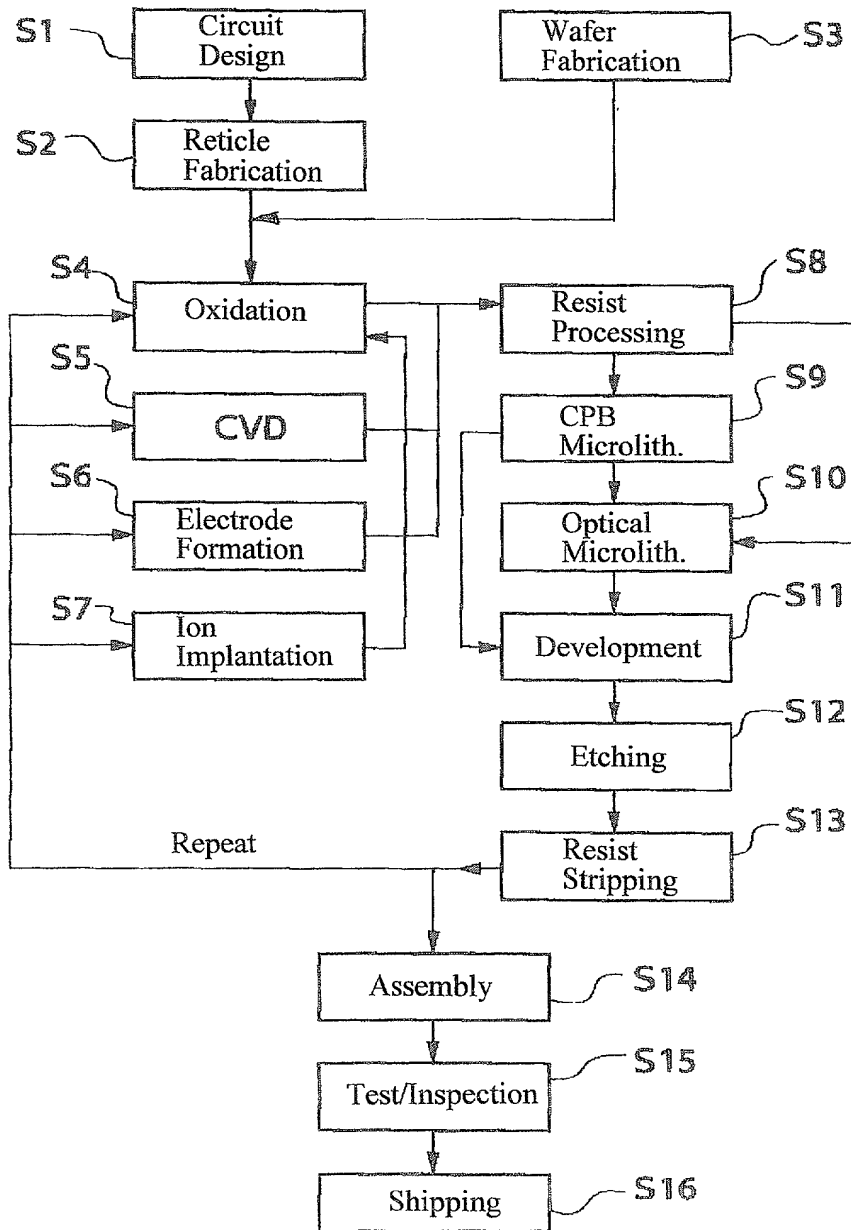 S1
Circuit
Design
Wafer
Fabrication
S3
S2
Reticle
Fabrication
S4
Oxidation
Resist
Processing
S8
S5
CVD
CPB
Microlith.
S9
S6
Electrode
Formation
Optical
Microlith.
S10
S7
Ion
Implantation
Development
S11
Etching
S12
Repeat
Resist
Stripping
S13
Assembly
S14
Test/Inspection
S15
Shipping
S16